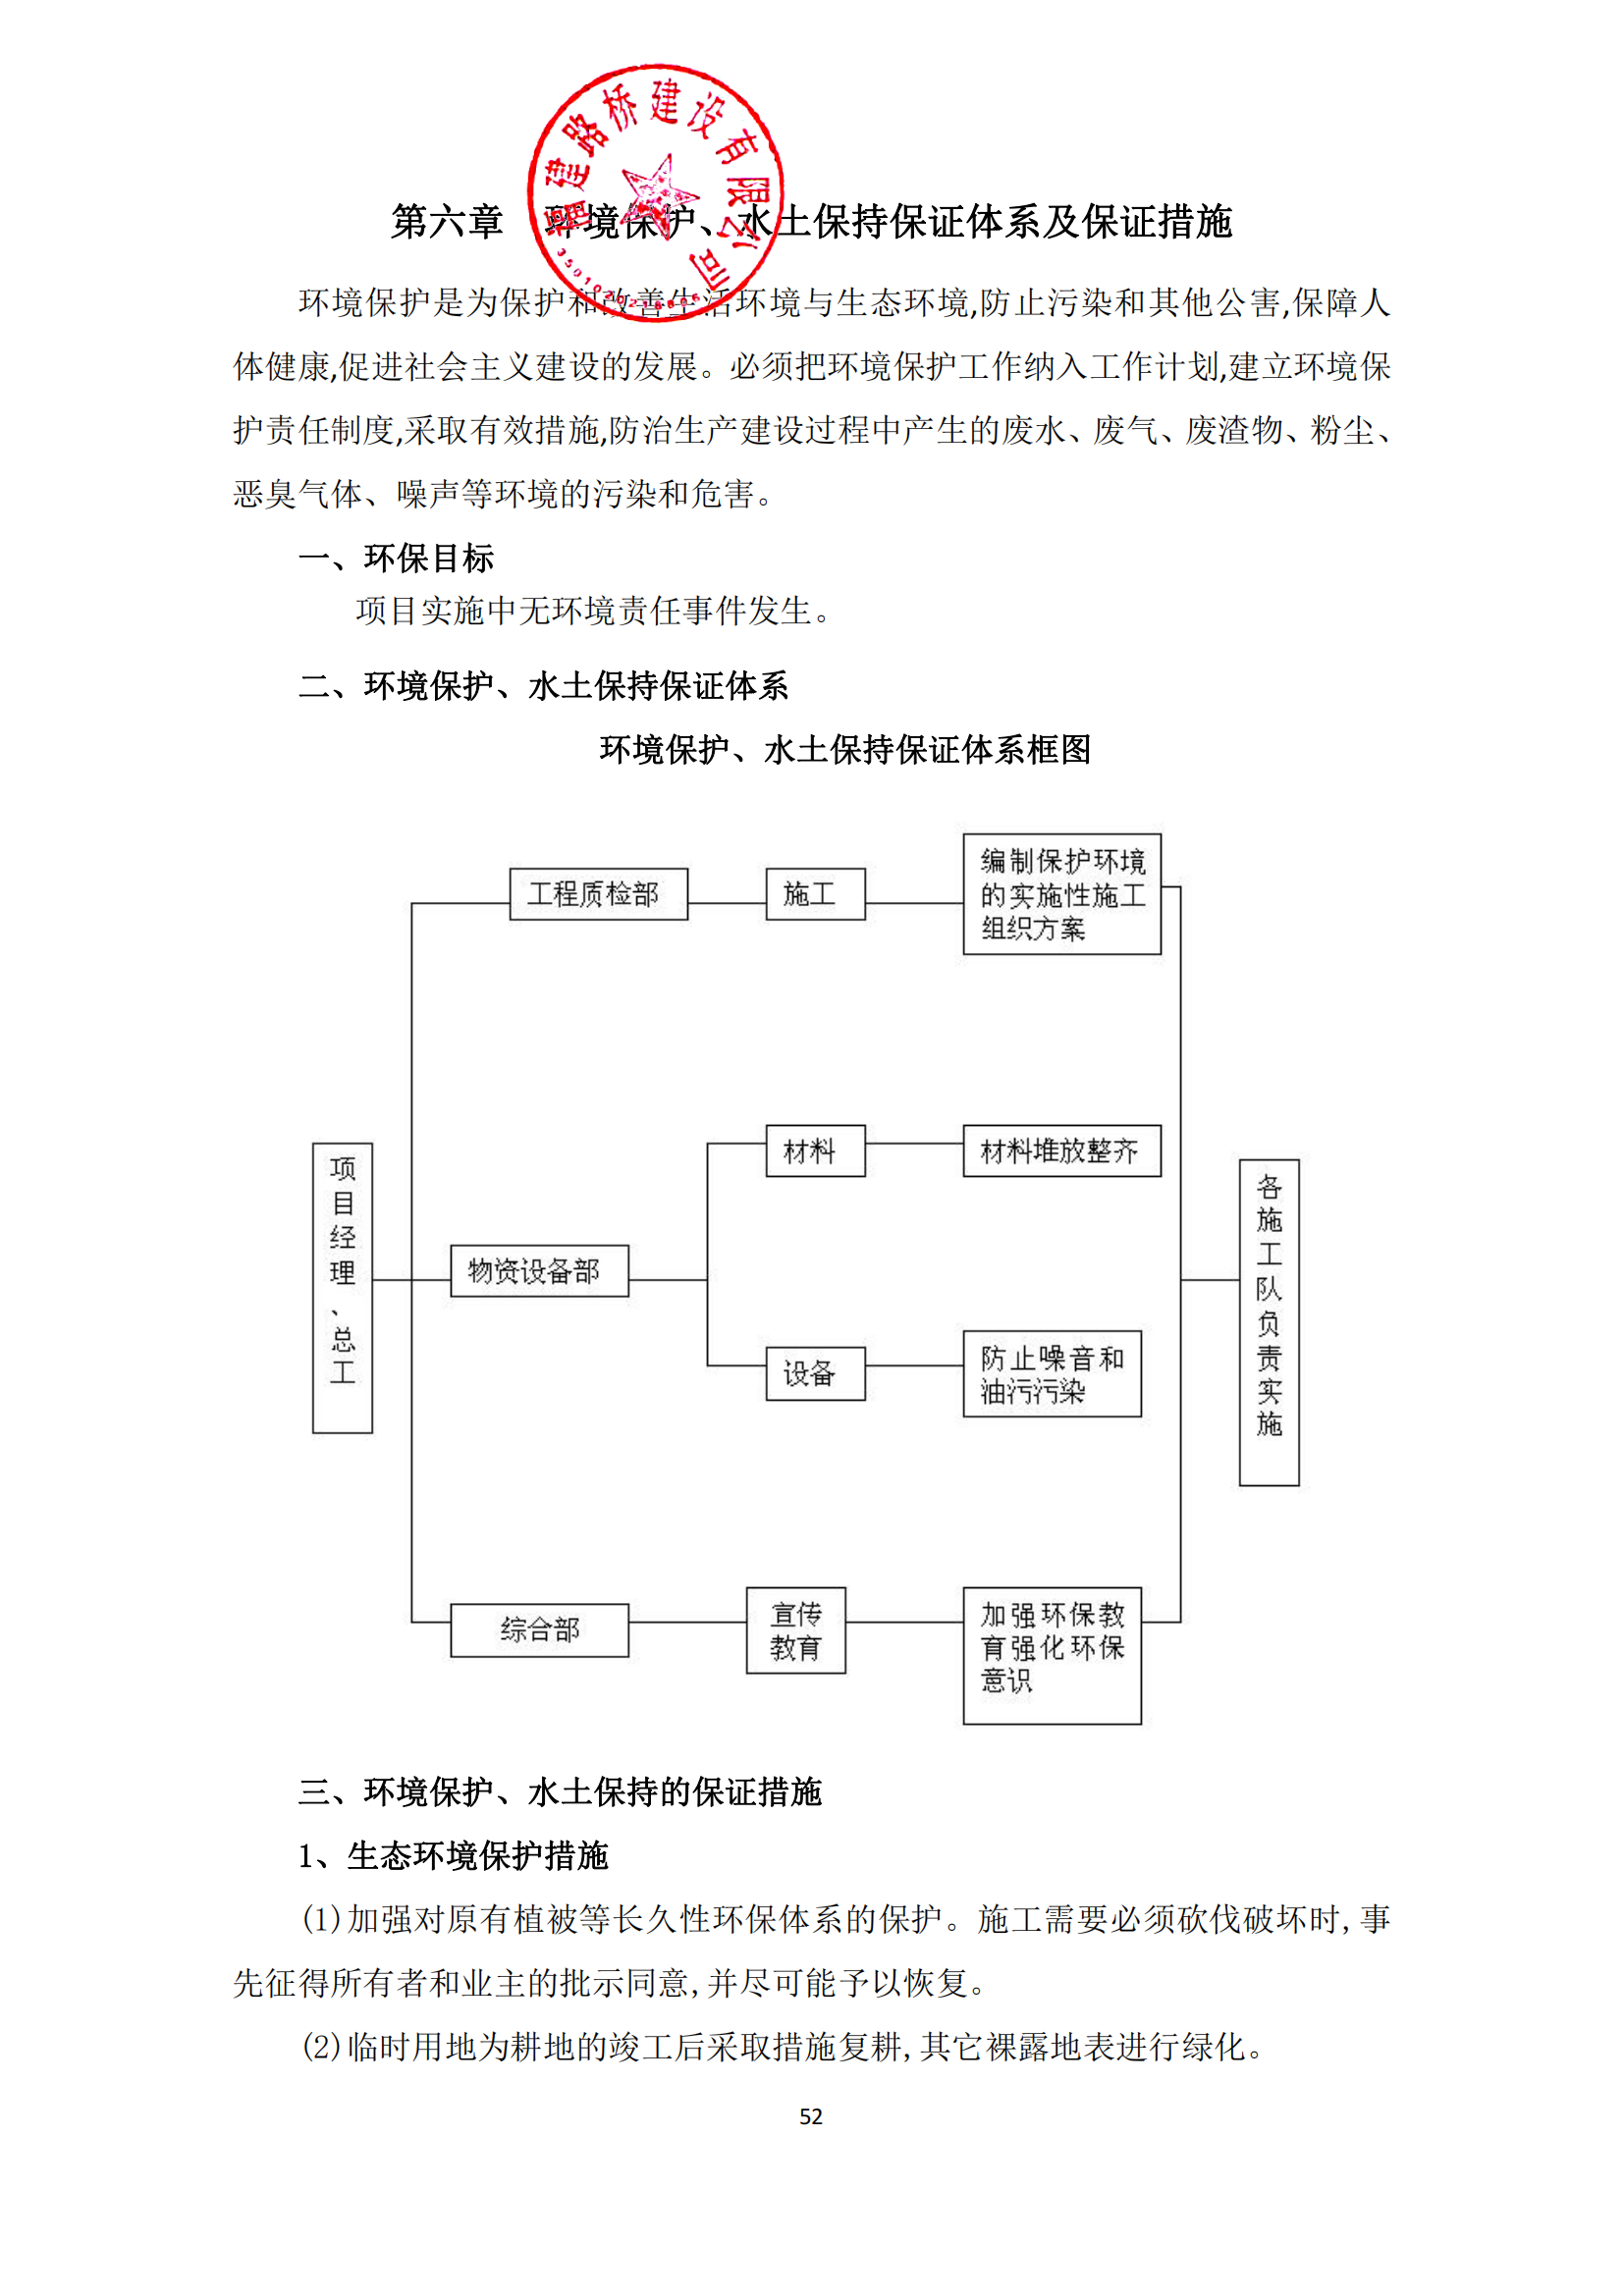 福建路桥建设有限公司
第六章 环境保护、水土保持保证体系及保证措施
环境保护是为保护和改善生活环境与生态环境,防止污染和其他公害,保障人
体健康,促进社会主义建设的发展。必须把环境保护工作纳入工作计划,建立环境保
护责任制度,采取有效措施,防治生产建设过程中产生的废水、废气、废渣物、粉尘、
恶臭气体、噪声等环境的污染和危害。
一、环保目标
项目实施中无环境责任事件发生。
二、环境保护、水土保持保证体系
环境保护、水土保持保证体系框图
项目经理、总工
工程质检部
施工
编制保护环境
的实施性施工
组织方案
物资设备部
材料
材料堆放整齐
设备
防止噪音和
油污污染
综合部
宣传
教育
加强环保教
育强化环保
意识
各施工队负责实施
三、环境保护、水土保持的保证措施
1、生态环境保护措施
(1)加强对原有植被等长久性环保体系的保护。施工需要必须砍伐破坏时,事
先征得所有者和业主的批示同意,并尽可能予以恢复。
(2)临时用地为耕地的竣工后采取措施复耕,其它裸露地表进行绿化。
52